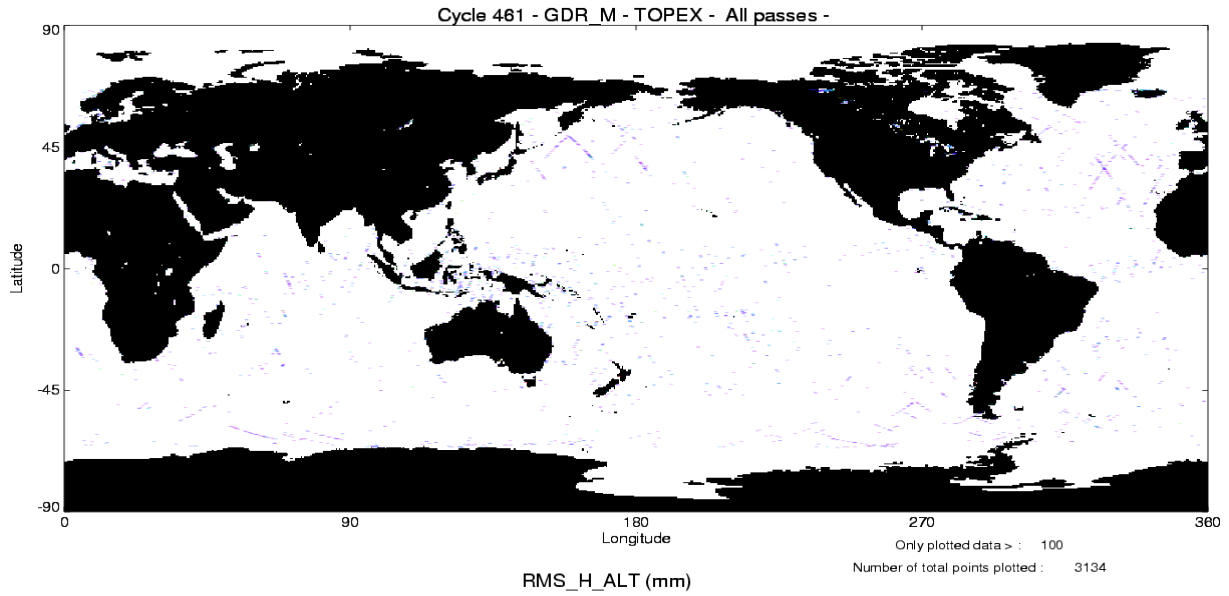 Cycle 461 - GDR_M - TOPEX - All passes -
90
45
0
-45
-90
Latitude
0 90 180 270 360
Longitude
Only plotted data > : 100
Number of total points plotted : 3134
RMS_H_ALT (mm)